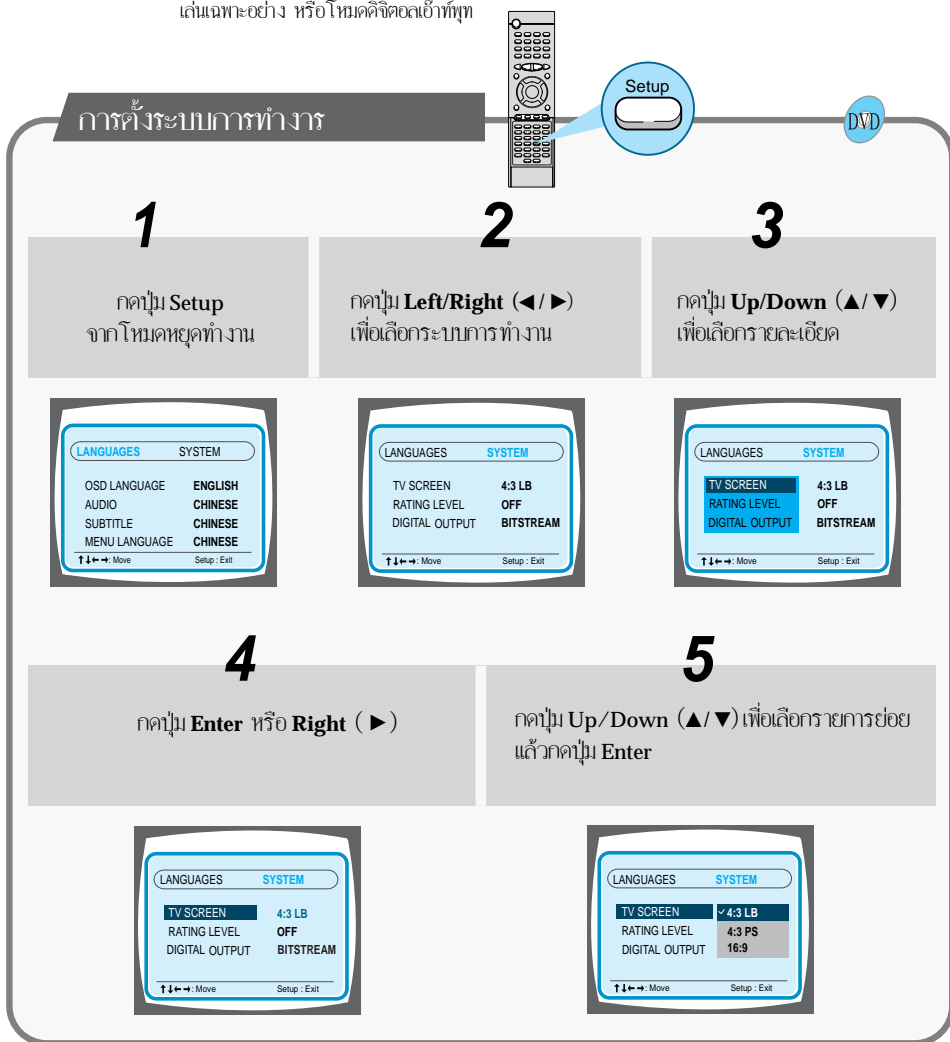 เล่นเฉพาะอย่าง หรือโหมดดิจิตอลเอ๊าท์พุท
Setup
การตั้งระบบการทำงาร
DVD
1
2
3
กดปุ่ม Setup
จากโหมดหยุดทำงาน
กดปุ่ม Left/Right (◄/►)
เพื่อเลือกระบบการทำงาน
กดปุ่ม Up/Down (▲/▼)
เพื่อเลือกรายละเอียด
LANGUAGES SYSTEM
OSD LANGUAGE ENGLISH
AUDIO CHINESE
SUBTITLE CHINESE
MENU LANGUAGE CHINESE
↑↓←→: Move Setup : Exit
LANGUAGES SYSTEM
TV SCREEN 4:3 LB
RATING LEVEL OFF
DIGITAL OUTPUT BITSTREAM
↑↓←→: Move Setup : Exit
LANGUAGES SYSTEM
TV SCREEN 4:3 LB
RATING LEVEL OFF
DIGITAL OUTPUT BITSTREAM
↑↓←→: Move Setup : Exit
4
5
กดปุ่ม Enter หรือ Right (►)
กดปุ่ม Up/Down (▲/▼) เพื่อเลือกรายการย่อย
แล้วกดปุ่ม Enter
LANGUAGES SYSTEM
TV SCREEN 4:3 LB
RATING LEVEL OFF
DIGITAL OUTPUT BITSTREAM
↑↓←→: Move Setup : Exit
LANGUAGES SYSTEM
TV SCREEN ✓4:3 LB
RATING LEVEL 4:3 PS
DIGITAL OUTPUT 16:9
↑↓←→: Move Setup : Exit